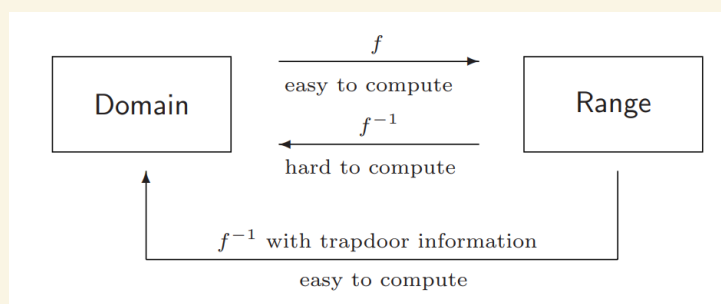 f
easy to compute
Domain
Range
f⁻¹
hard to compute
f⁻¹ with trapdoor information
easy to compute